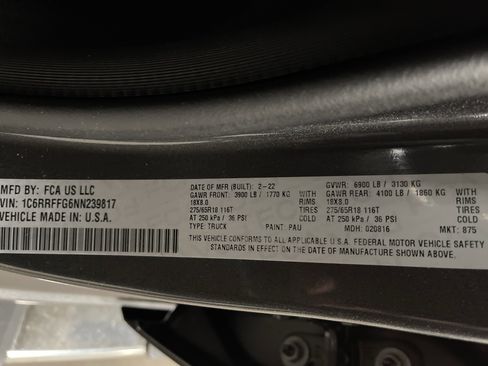 MFD BY: FCA US LLC
VIN: 1C6RRFFG6NN239817
VEHICLE MADE IN U.S.A.
DATE OF MFR (BUILT): 2-22
GAWR FRONT: 3900 LB / 1770 KG WITH
18X8.0 RIMS
275/65R18 116T TIRES
AT 250 kPa / 36 PSI COLD
TYPE: TRUCK PAINT: PAU
GVWR: 6900 LB / 3130 KG
GAWR REAR: 4100 LB / 1860 KG WITH
18X8.0 RIMS
275/65R18 116T TIRES
AT 250 kPa / 36 PSI COLD
MDH: 020816 MKT: 875
THIS VEHICLE CONFORMS TO ALL APPLICABLE U.S.A. FEDERAL MOTOR VEHICLE SAFETY
STANDARDS IN EFFECT ON THE DATE OF MANUFACTURE SHOWN ABOVE.